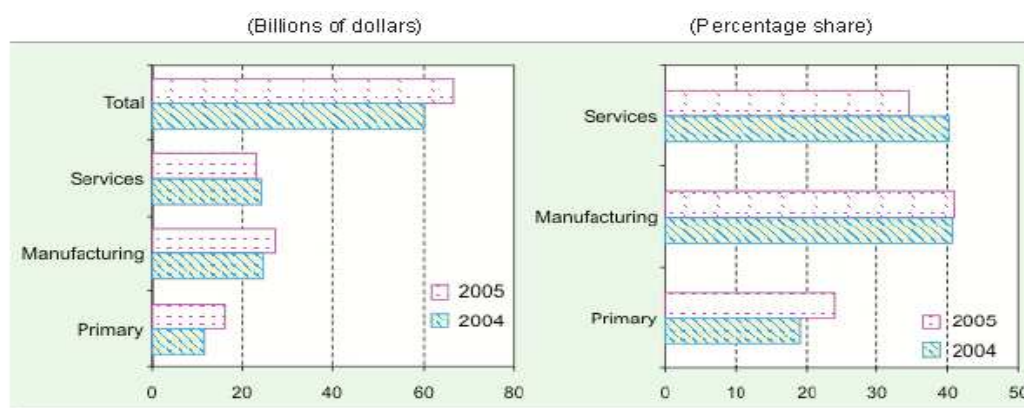 (Billions of dollars)
Total
Services
Manufacturing
Primary
2005
2004
0 20 40 60 80
(Percentage share)
Services
Manufacturing
Primary
2005
2004
0 10 20 30 40